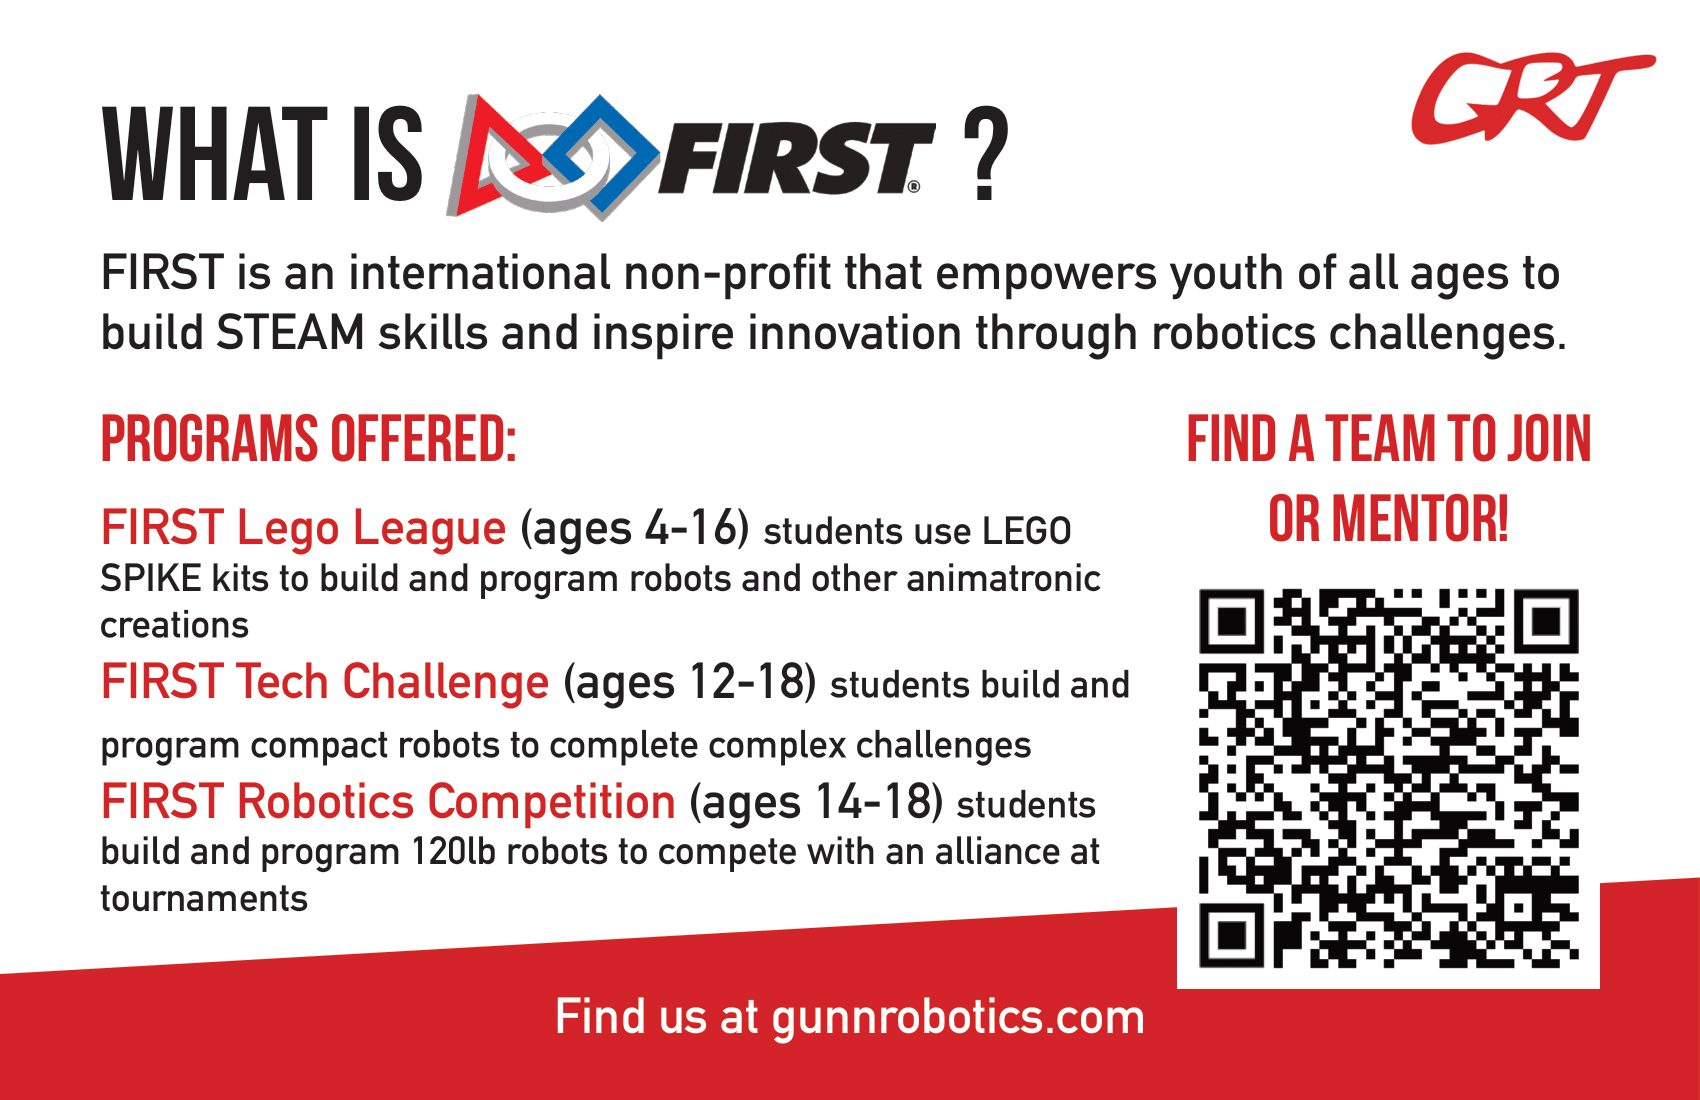 GRT
WHAT IS FIRST® ?
FIRST is an international non-profit that empowers youth of all ages to
build STEAM skills and inspire innovation through robotics challenges.
PROGRAMS OFFERED:
FIRST Lego League (ages 4-16) students use LEGO
SPIKE kits to build and program robots and other animatronic
creations
FIRST Tech Challenge (ages 12-18) students build and
program compact robots to complete complex challenges
FIRST Robotics Competition (ages 14-18) students
build and program 120lb robots to compete with an alliance at
tournaments
FIND A TEAM TO JOIN
OR MENTOR!
Find us at gunnrobotics.com